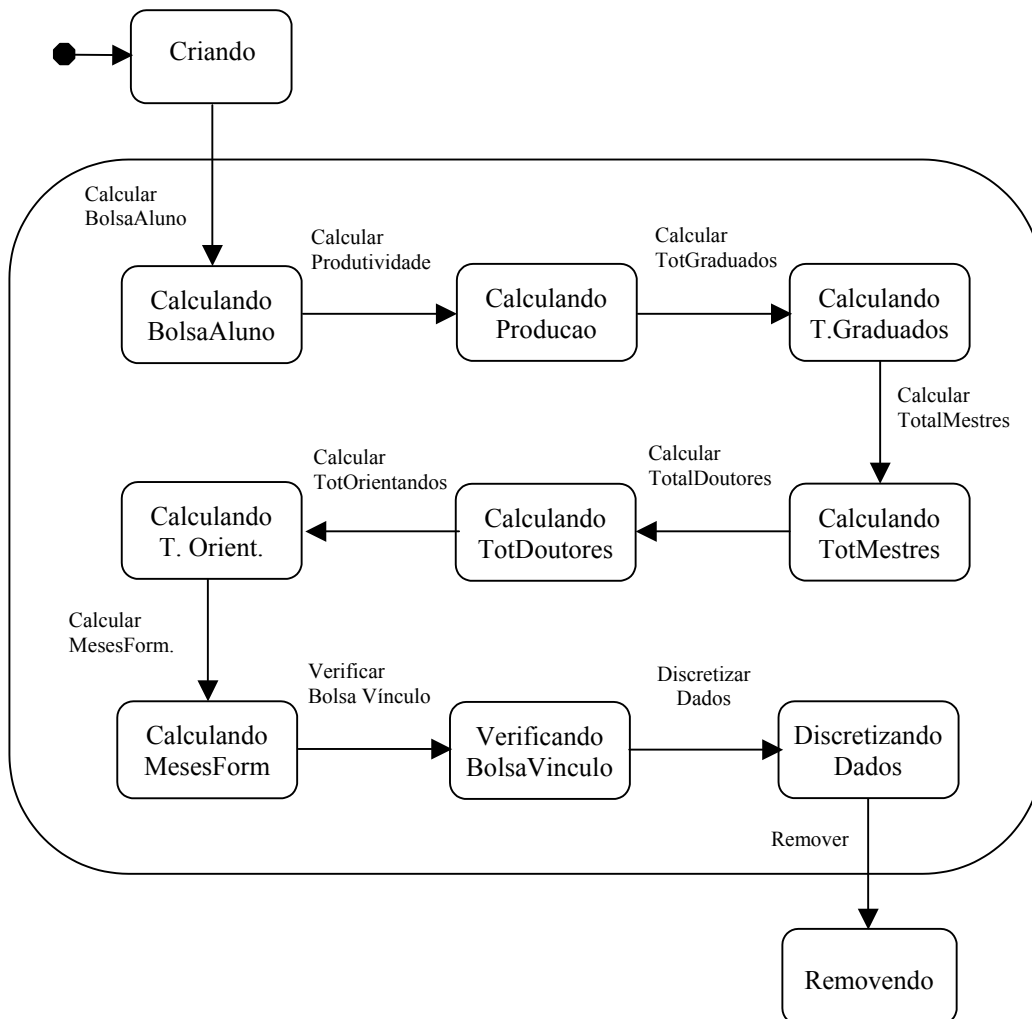 Criando
Calcular
BolsaAluno
Calcular
Produtividade
Calcular
TotGraduados
Calculando
BolsaAluno
Calculando
Producao
Calculando
T.Graduados
Calcular
TotalMestres
Calcular
TotOrientandos
Calcular
TotalDoutores
Calculando
T. Orient.
Calculando
TotDoutores
Calculando
TotMestres
Calcular
MesesForm.
Verificar
Bolsa Vínculo
Discretizar
Dados
Calculando
MesesForm
Verificando
BolsaVinculo
Discretizando
Dados
Remover
Removendo